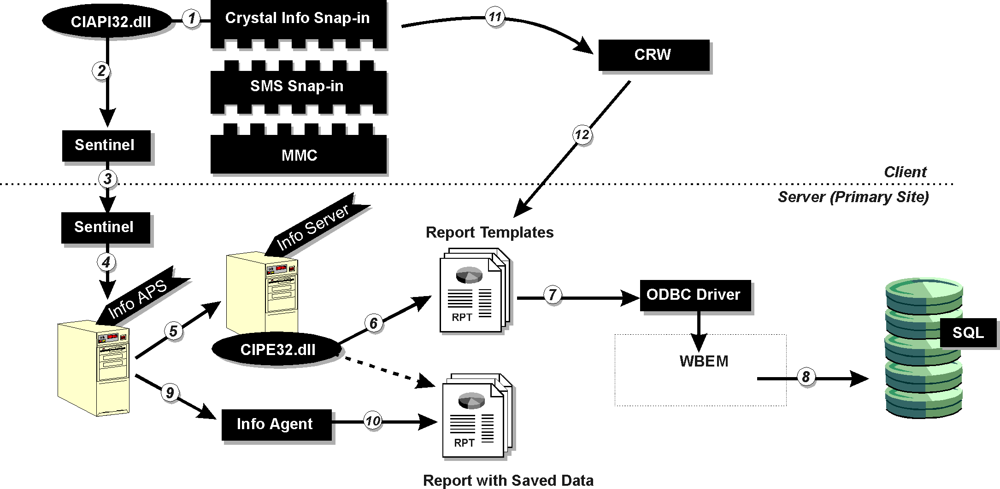 CIAPI32.dll
1
Crystal Info Snap-in
11
CRW
2
SMS Snap-in
12
Sentinel
MMC
3
Client
Server (Primary Site)
Sentinel
Info Server
Report Templates
4
Info APS
RPT
7
ODBC Driver
5
6
SQL
CIPE32.dll
WBEM
8
9
Info Agent
10
RPT
Report with Saved Data